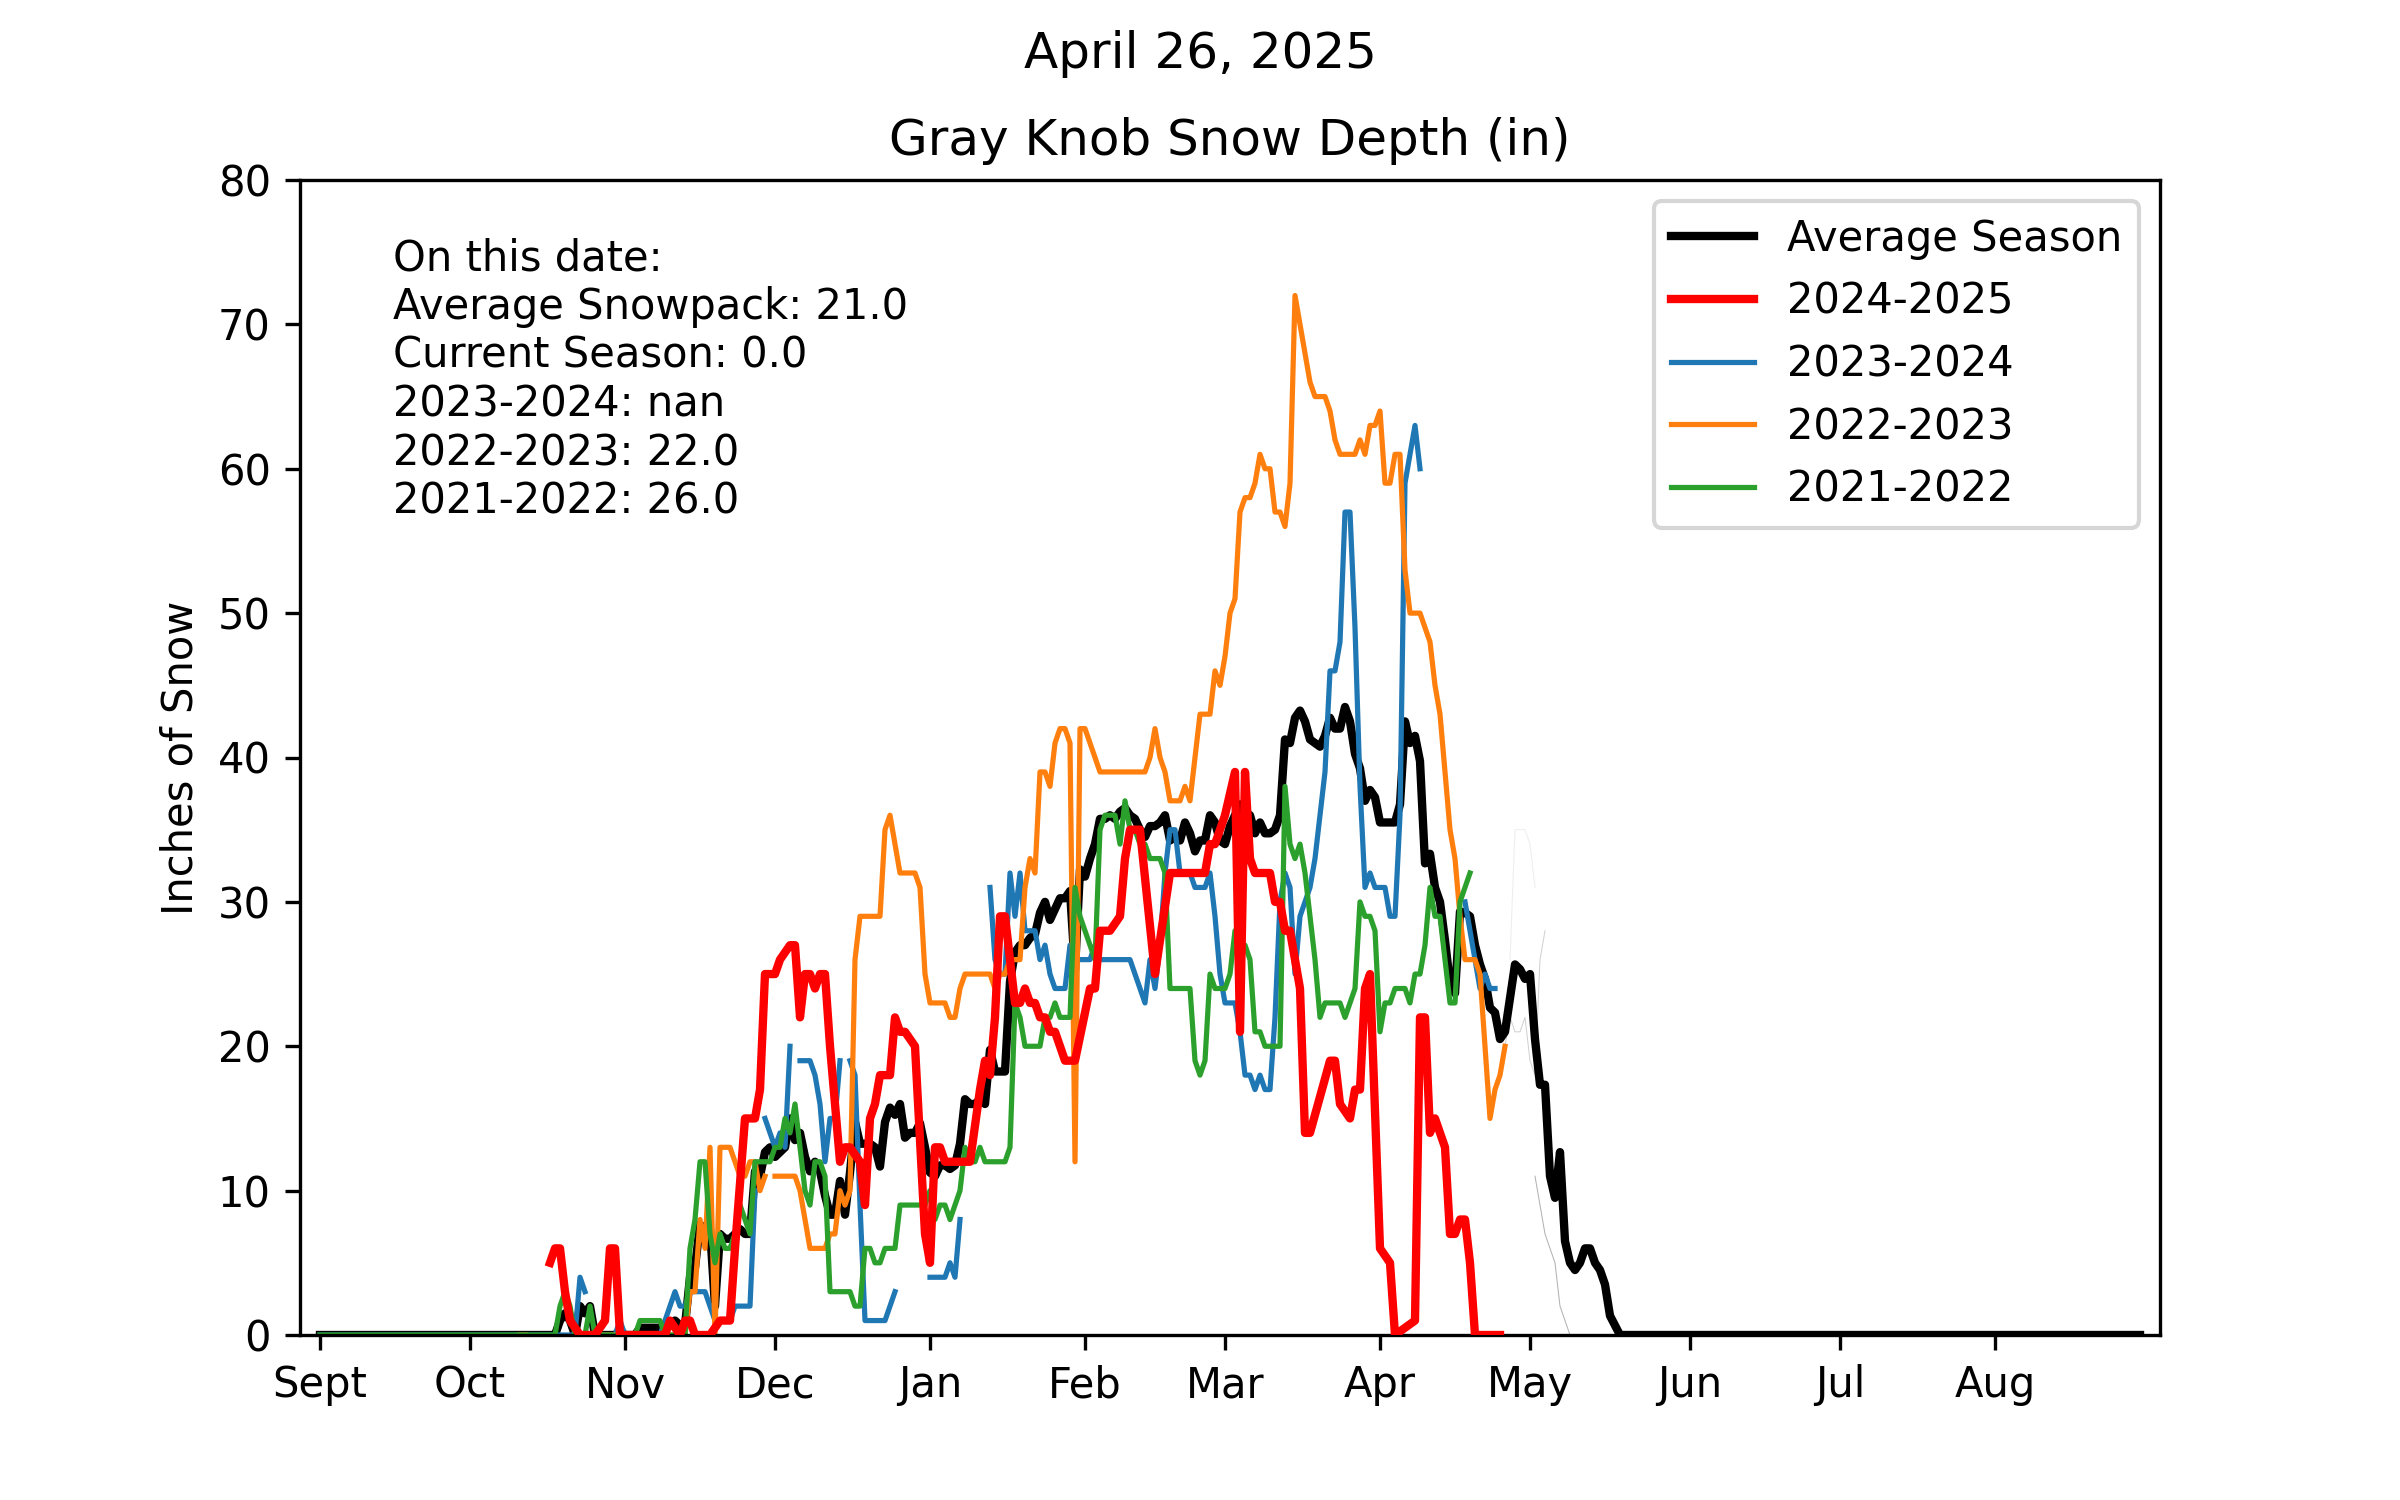 April 26, 2025
Gray Knob Snow Depth (in)
80
70
60
50
40
30
20
10
0
Inches of Snow
On this date:
Average Snowpack: 21.0
Current Season: 0.0
2023-2024: nan
2022-2023: 22.0
2021-2022: 26.0
Average Season
2024-2025
2023-2024
2022-2023
2021-2022
Sept Oct Nov Dec Jan Feb Mar Apr May Jun Jul Aug